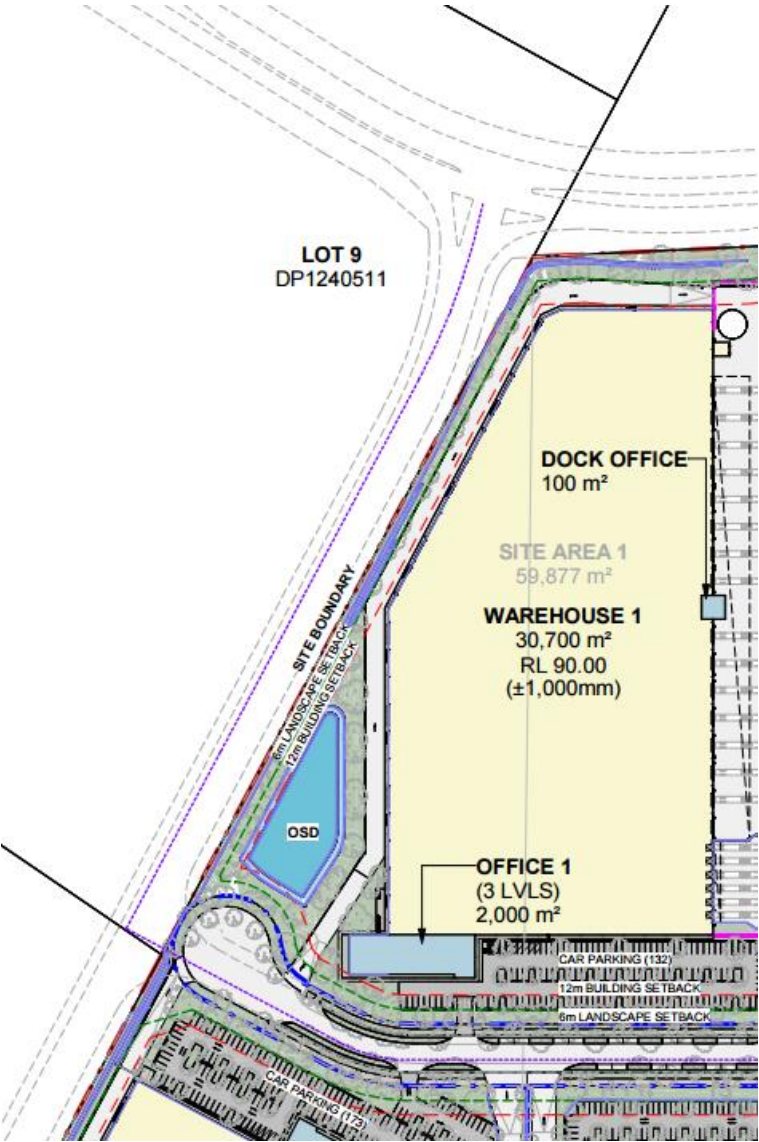 LOT 9
DP1240511
DOCK OFFICE
100 m²
SITE AREA 1
59,877 m²
WAREHOUSE 1
30,700 m²
RL 90.00
(±1,000mm)
SITE BOUNDARY
6m LANDSCAPE SETBACK
12m BUILDING SETBACK
OSD
OFFICE 1
(3 LVLS)
2,000 m²
CAR PARKING (132)
12m BUILDING SETBACK
6m LANDSCAPE SETBACK
CAR PARKING (173)